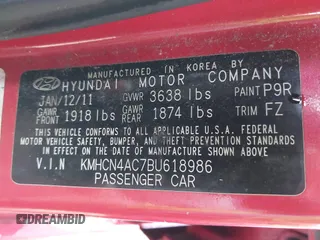 MANUFACTURED IN KOREA BY
HYUNDAI MOTOR COMPANY
JAN/12/11 GVWR 3638 lbs PAINT P9R
GAWR FRONT 1918 lbs GAWR REAR 1874 lbs TRIM FZ
THIS VEHICLE CONFORMS TO ALL APPLICABLE U.S. FEDERAL MOTOR
VEHICLE SAFETY, BUMPER, AND THEFT PREVENTION STANDARDS
IN EFFECT ON THE DATE OF MANUFACTURE SHOWN ABOVE.
V.I.N KMHCN4AC7BU618986
PASSENGER CAR
DREAMBID